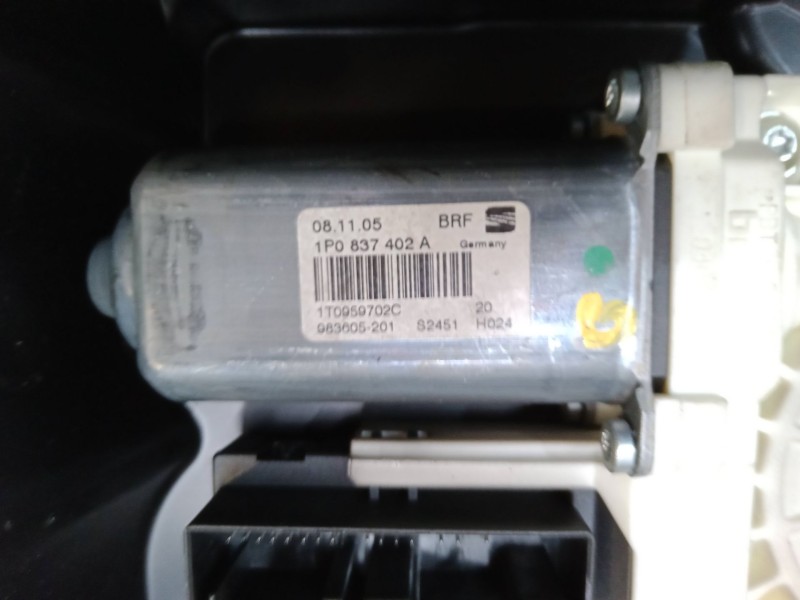 08.11.05 BRF
1P0 837 402 A Germany
1T0959702C 20
983605-201 S2451 H024